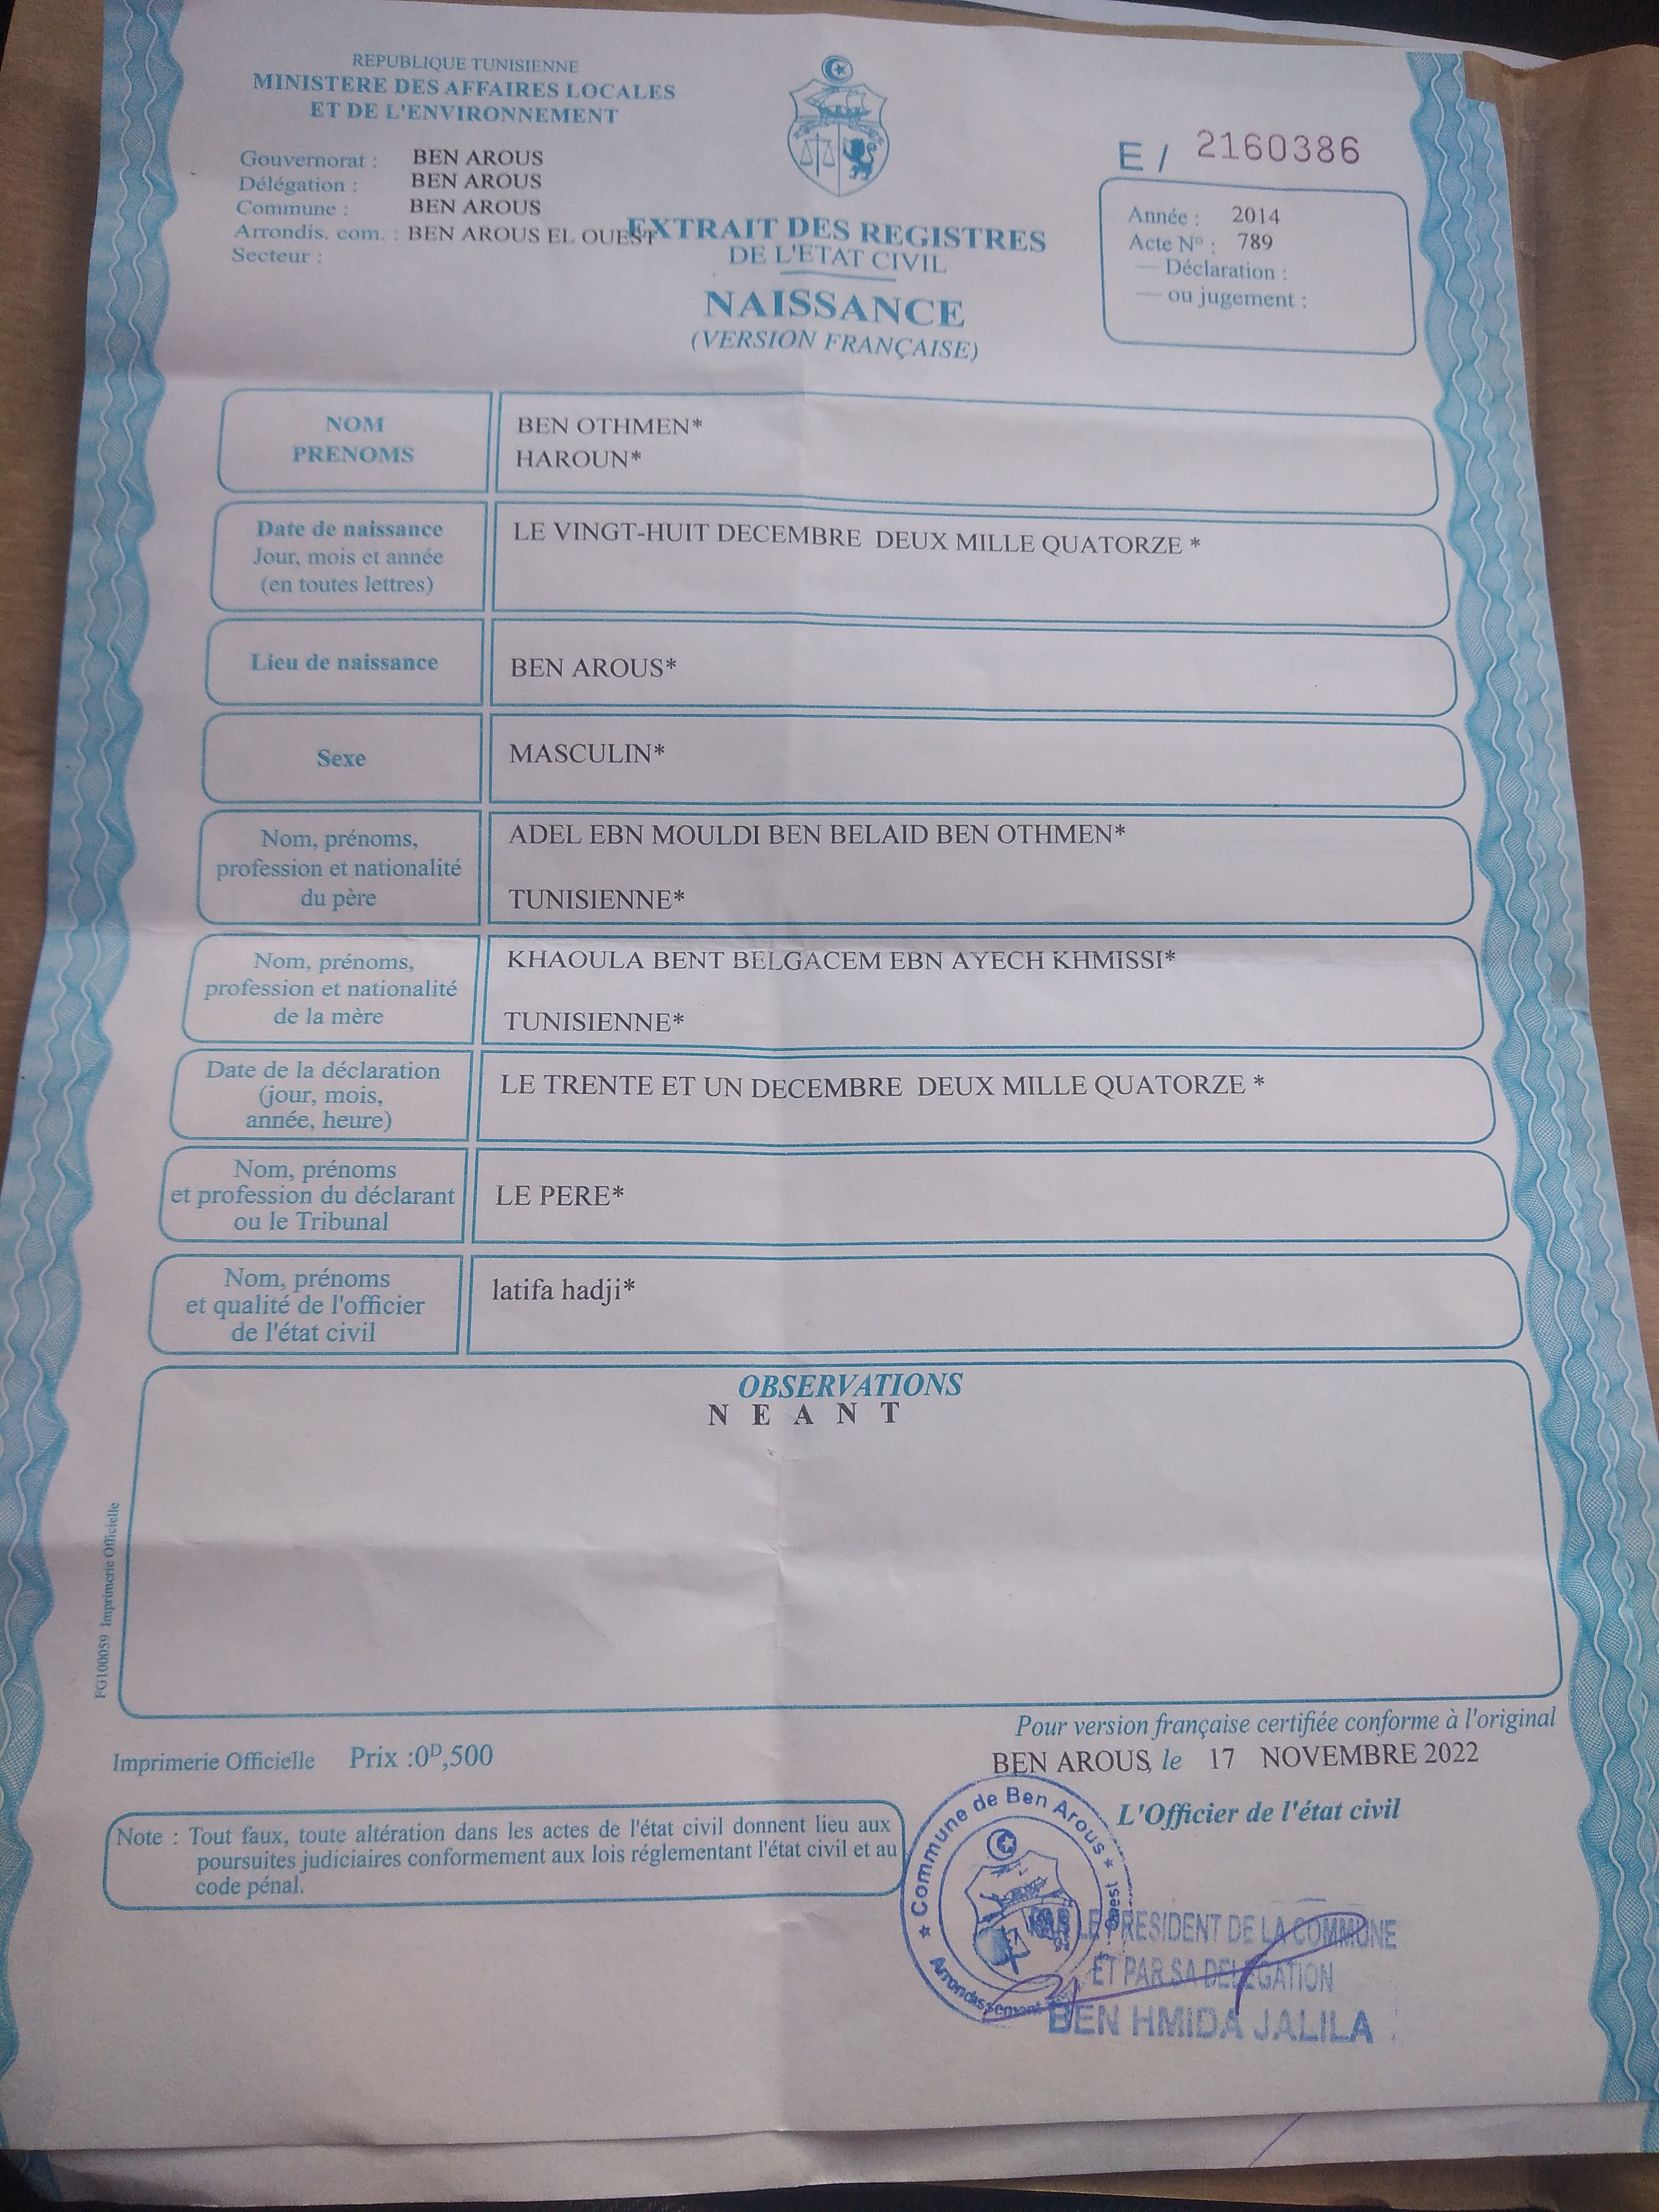 REPUBLIQUE TUNISIENNE
MINISTERE DES AFFAIRES LOCALES
ET DE L'ENVIRONNEMENT
Gouvernorat : BEN AROUS
Délégation : BEN AROUS
Commune : BEN AROUS
Arrondis. com. : BEN AROUS EL OUEST
Secteur :
EXTRAIT DES REGISTRES
DE L'ETAT CIVIL
NAISSANCE
(VERSION FRANÇAISE)
E / 2160386
Année : 2014
Acte N° : 789
— Déclaration :
— ou jugement :
NOM
PRENOMS
BEN OTHMEN*
HAROUN*
Date de naissance
Jour, mois et année
(en toutes lettres)
LE VINGT-HUIT DECEMBRE DEUX MILLE QUATORZE *
Lieu de naissance
BEN AROUS*
Sexe
MASCULIN*
Nom, prénoms,
profession et nationalité
du père
ADEL EBN MOULDI BEN BELAID BEN OTHMEN*
TUNISIENNE*
Nom, prénoms,
profession et nationalité
de la mère
KHAOULA BENT BELGACEM EBN AYECH KHMISSI*
TUNISIENNE*
Date de la déclaration
(jour, mois,
année, heure)
LE TRENTE ET UN DECEMBRE DEUX MILLE QUATORZE *
Nom, prénoms
et profession du déclarant
ou le Tribunal
LE PERE*
Nom, prénoms
et qualité de l'officier
de l'état civil
latifa hadji*
OBSERVATIONS
N E A N T
FG100059 Imprimerie Officielle
Pour version française certifiée conforme à l'original
Imprimerie Officielle Prix :0D,500
BEN AROUS, le 17 NOVEMBRE 2022
L'Officier de l'état civil
Note : Tout faux, toute altération dans les actes de l'état civil donnent lieu aux
poursuites judiciaires conformement aux lois réglementant l'état civil et au
code pénal.
★ Commune de Ben Arous ★
Arrondissement Ouest
LE PRESIDENT DE LA COMMUNE
ET PAR SA DELEGATION
BEN HMIDA JALILA